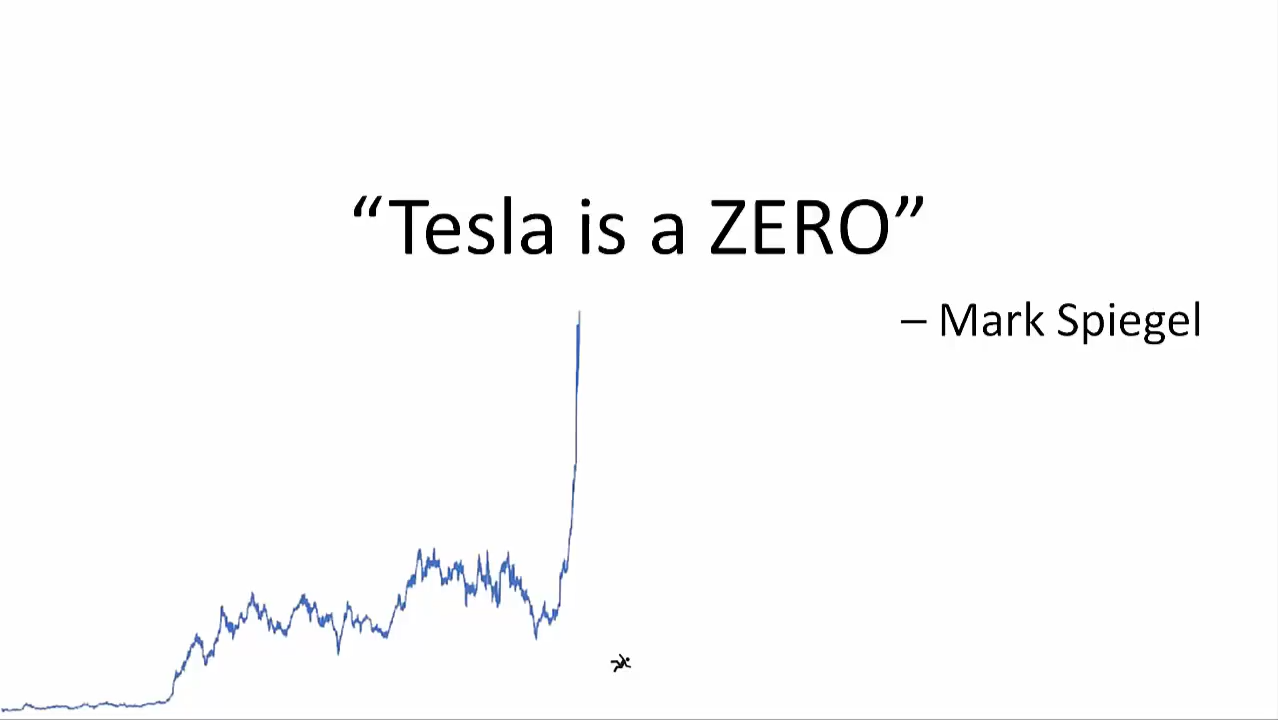 “Tesla is a ZERO”
– Mark Spiegel